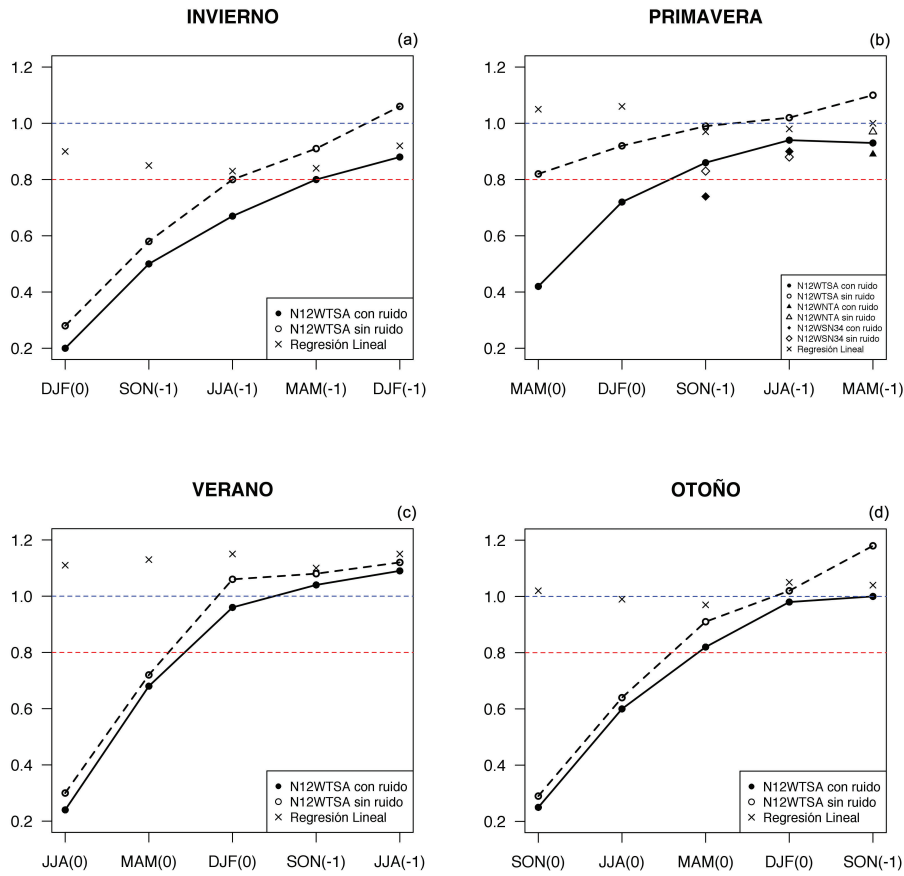 INVIERNO
(a)
1.2
1.0
0.8
0.6
0.4
0.2
N12WTSA con ruido
N12WTSA sin ruido
Regresión Lineal
DJF(0) SON(-1) JJA(-1) MAM(-1) DJF(-1)
PRIMAVERA
(b)
1.2
1.0
0.8
0.6
0.4
0.2
N12WTSA con ruido
N12WTSA sin ruido
N12WNTA con ruido
N12WNTA sin ruido
N12WSN34 con ruido
N12WSN34 sin ruido
Regresión Lineal
MAM(0) DJF(0) SON(-1) JJA(-1) MAM(-1)
VERANO
(c)
1.2
1.0
0.8
0.6
0.4
0.2
N12WTSA con ruido
N12WTSA sin ruido
Regresión Lineal
JJA(0) MAM(0) DJF(0) SON(-1) JJA(-1)
OTOÑO
(d)
1.2
1.0
0.8
0.6
0.4
0.2
N12WTSA con ruido
N12WTSA sin ruido
Regresión Lineal
SON(0) JJA(0) MAM(0) DJF(0) SON(-1)